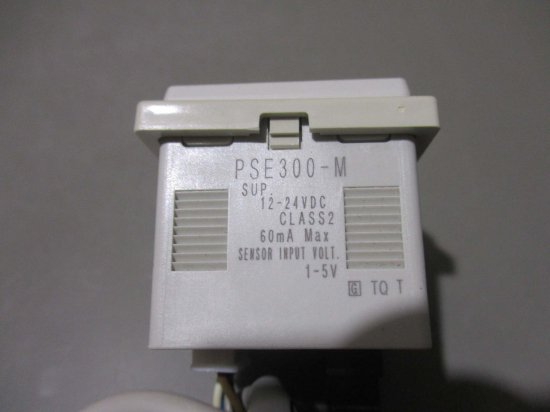 PSE300-M
SUP.
12-24VDC
CLASS2
60mA Max
SENSOR INPUT VOLT.
1-5V
G TQ T